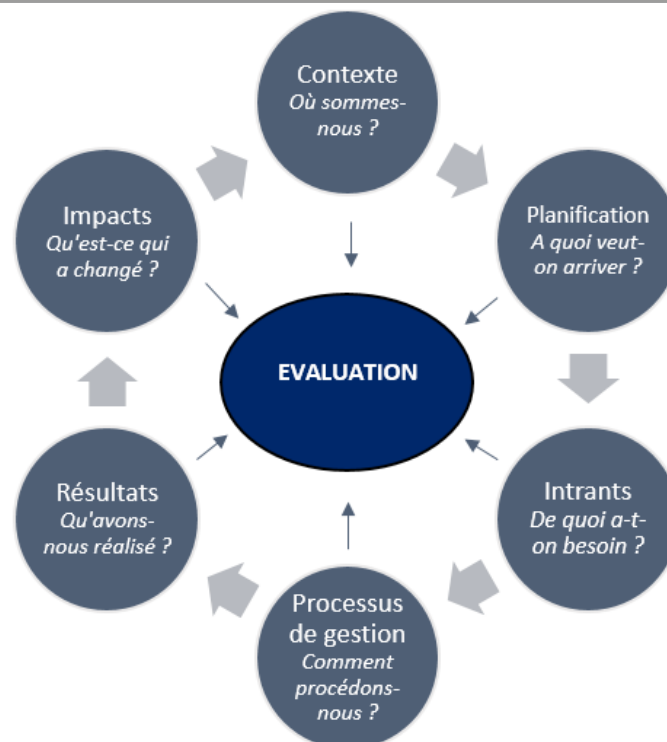 Contexte
Où sommes-
nous ?
Planification
A quoi veut-
on arriver ?
Intrants
De quoi a-t-
on besoin ?
Processus
de gestion
Comment
procédons-
nous ?
Résultats
Qu'avons-
nous réalisé ?
Impacts
Qu'est-ce qui
a changé ?
EVALUATION